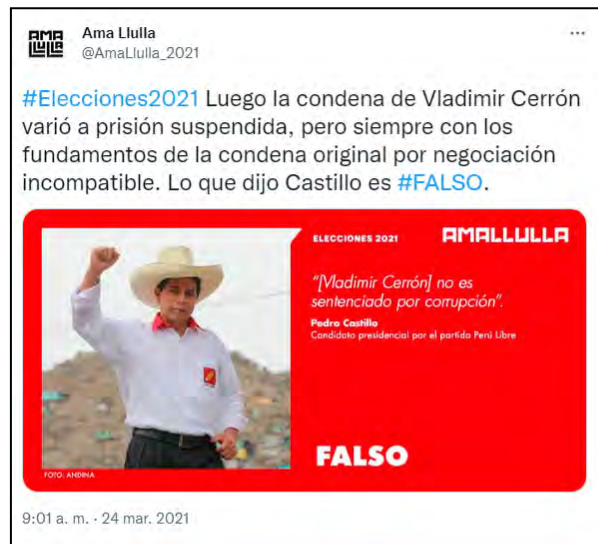 AMA
LLULLA
Ama Llulla
@AmaLlulla_2021
#Elecciones2021 Luego la condena de Vladimir Cerrón
varió a prisión suspendida, pero siempre con los
fundamentos de la condena original por negociación
incompatible. Lo que dijo Castillo es #FALSO.
ELECCIONES 2021
AMALLULLA
"[Vladimir Cerrón] no es
sentenciado por corrupción".
Pedro Castillo
Candidato presidencial por el partido Perú Libre
FALSO
FOTO: ANDINA
9:01 a. m. · 24 mar. 2021